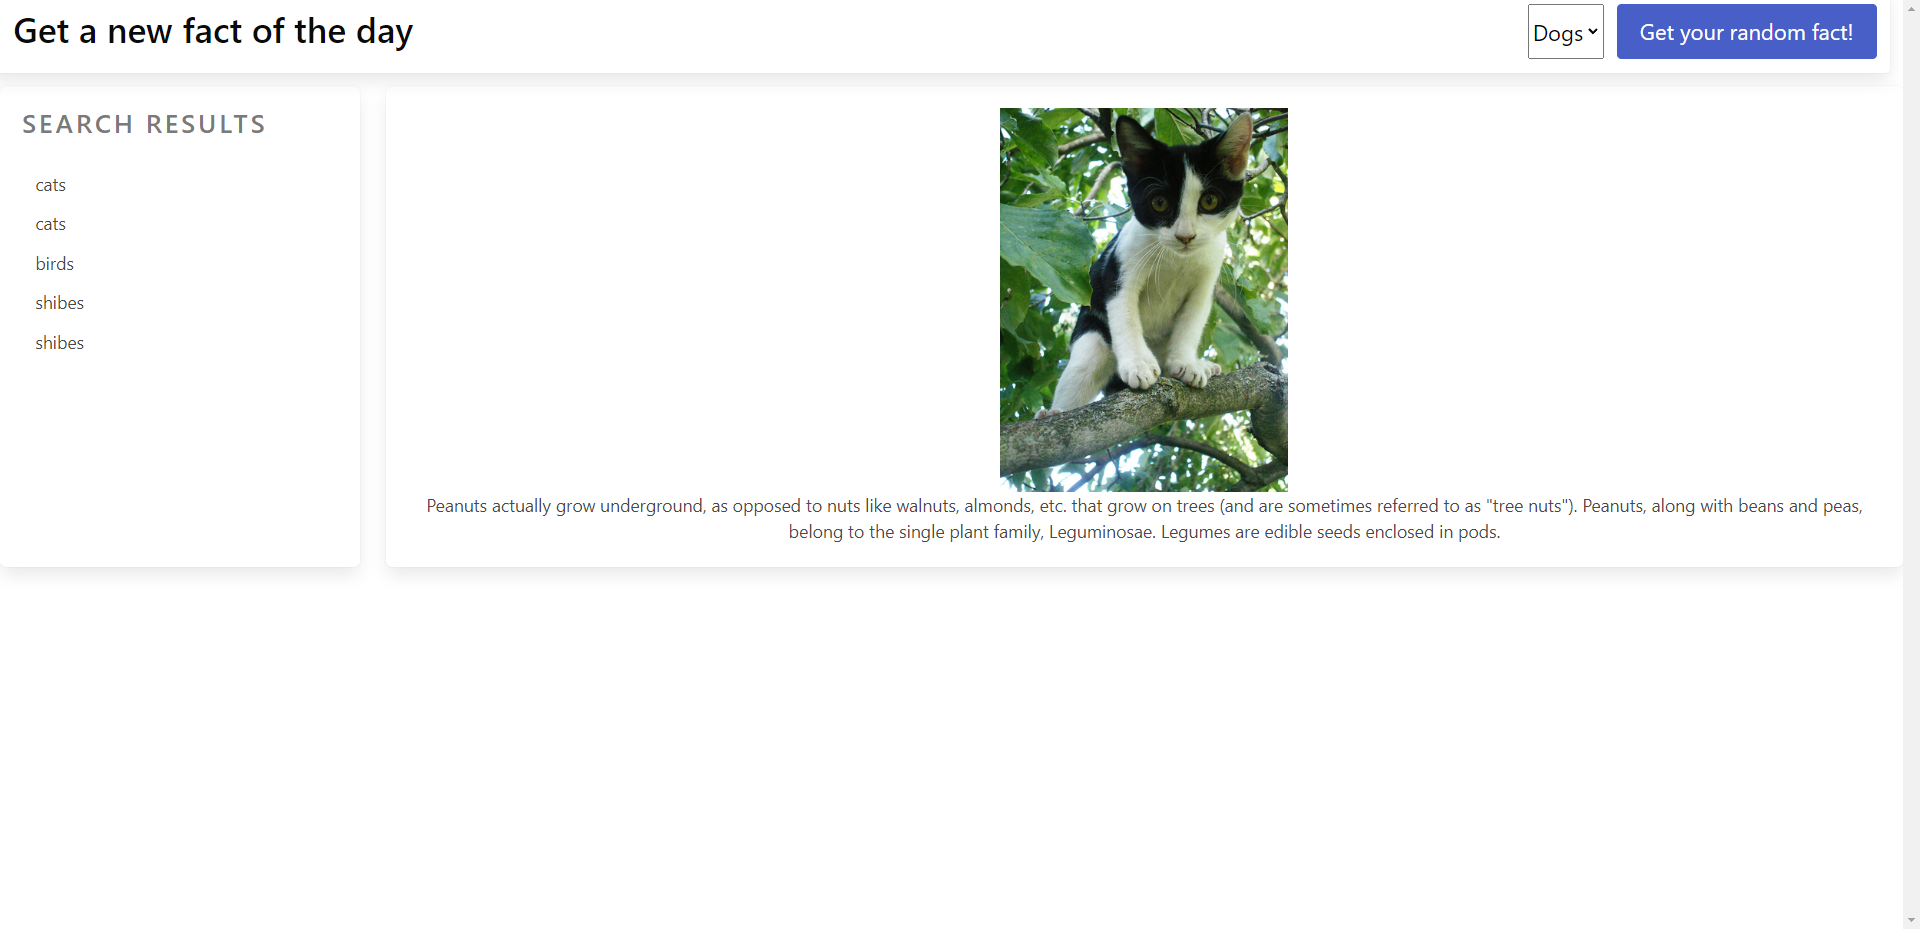 Get a new fact of the day
Dogs
Get your random fact!
SEARCH RESULTS
cats
cats
birds
shibes
shibes
Peanuts actually grow underground, as opposed to nuts like walnuts, almonds, etc. that grow on trees (and are sometimes referred to as "tree nuts"). Peanuts, along with beans and peas,
belong to the single plant family, Leguminosae. Legumes are edible seeds enclosed in pods.